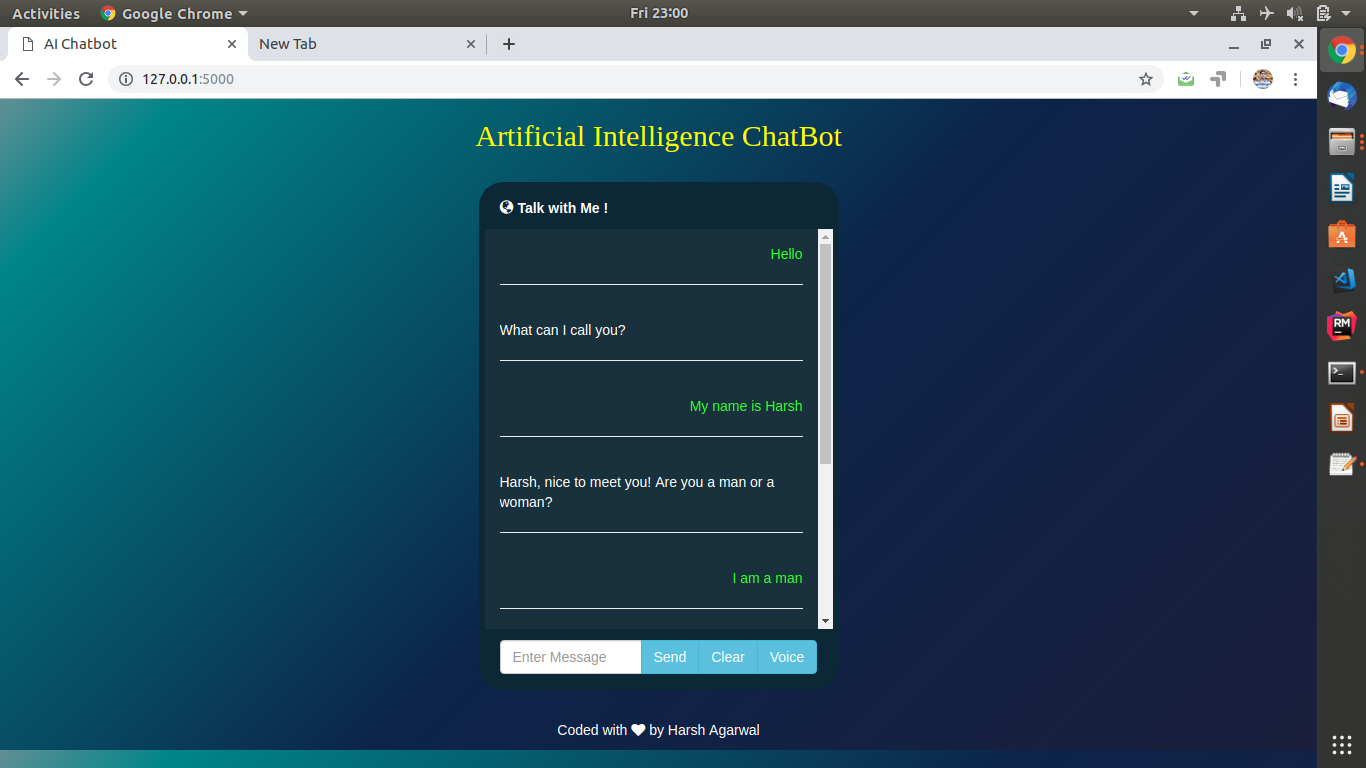 Activities Google Chrome Fri 23:00
AI Chatbot New Tab
127.0.0.1:5000
Artificial Intelligence ChatBot
Talk with Me !
Hello
What can I call you?
My name is Harsh
Harsh, nice to meet you! Are you a man or a
woman?
I am a man
Enter Message Send Clear Voice
Coded with by Harsh Agarwal
A
RM
>_